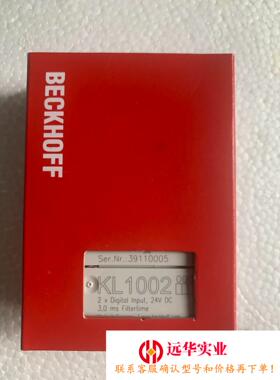 BECKHOFF
Ser.Nr.:39110005
KL1002
2 x Digital Input, 24V DC
3,0 ms Filtertime
远华实业
联系客服确认型号和价格再下单!